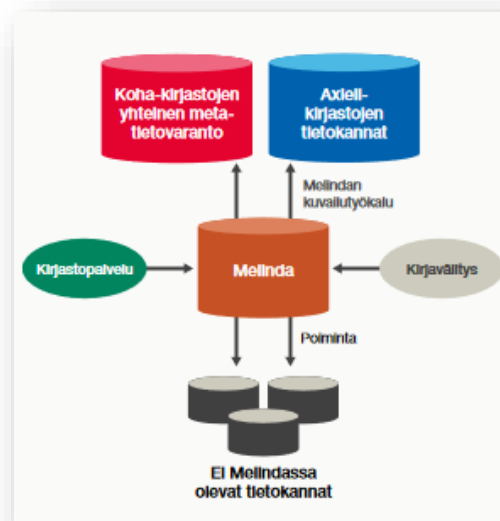 Koha-kirjastojen
yhteinen meta-
tietovaranto
Axiell-
kirjastojen
tietokannat
Melindan
kuvailutyökalu
Kirjastopalvelu
Melinda
Kirjavälitys
Poiminta
Ei Melindassa
olevat tietokannat